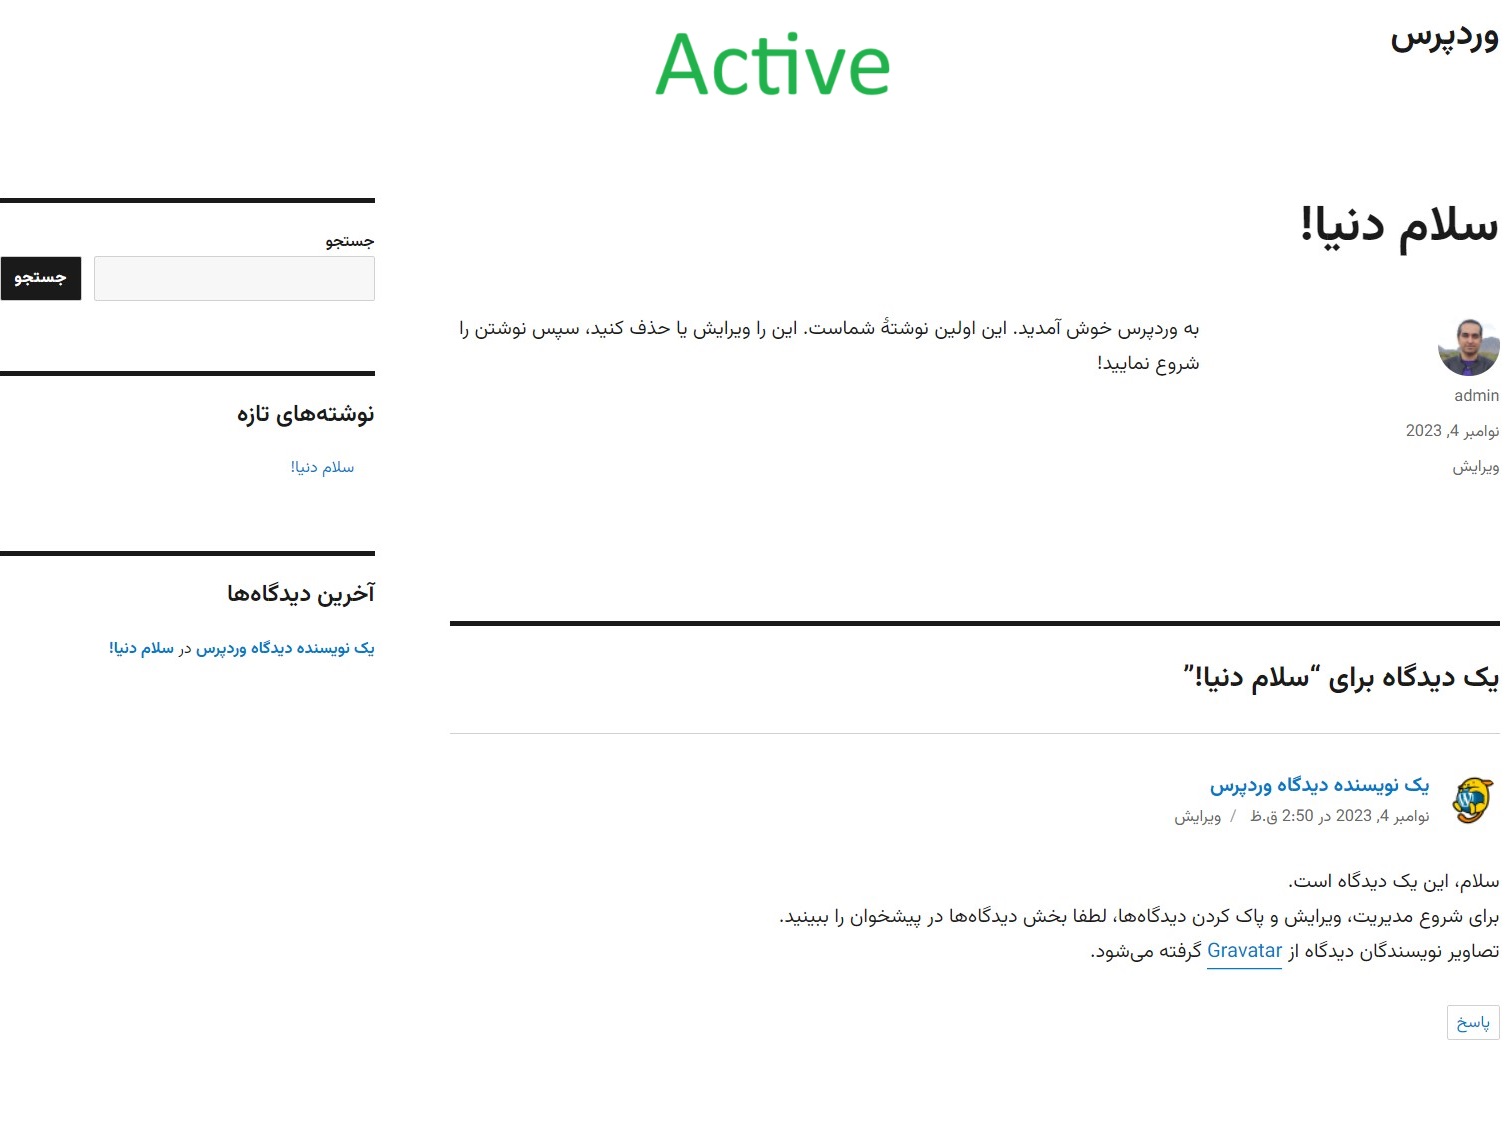 وردپرس
Active
سلام دنیا!
admin
نوامبر 4, 2023
ویرایش
به وردپرس خوش آمدید. این اولین نوشتهٔ شماست. این را ویرایش یا حذف کنید، سپس نوشتن را
شروع نمایید!
یک دیدگاه برای “سلام دنیا!”
یک نویسنده دیدگاه وردپرس
نوامبر 4, 2023 در 2:50 ق.ظ / ویرایش
سلام، این یک دیدگاه است.
برای شروع مدیریت، ویرایش و پاک کردن دیدگاه‌ها، لطفا بخش دیدگاه‌ها در پیشخوان را ببینید.
تصاویر نویسندگان دیدگاه از Gravatar گرفته می‌شود.
پاسخ
جستجو
جستجو
نوشته‌های تازه
سلام دنیا!
آخرین دیدگاه‌ها
یک نویسنده دیدگاه وردپرس در سلام دنیا!